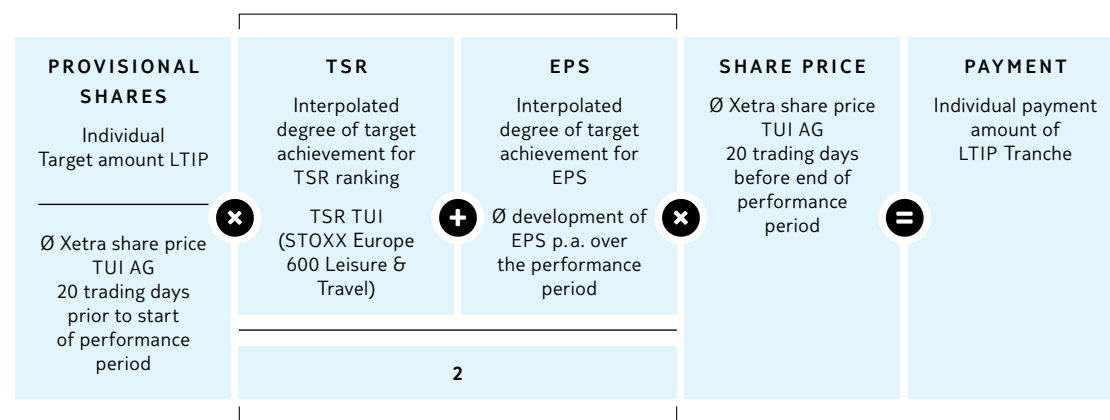 PROVISIONAL
SHARES
Individual
Target amount LTIP
Ø Xetra share price
TUI AG
20 trading days
prior to start
of performance
period
×
TSR
Interpolated
degree of target
achievement for
TSR ranking
TSR TUI
(STOXX Europe
600 Leisure &
Travel)
+
EPS
Interpolated
degree of target
achievement for
EPS
Ø development of
EPS p. a. over
the performance
period
2
×
SHARE PRICE
Ø Xetra share price
TUI AG
20 trading days
before end of
performance
period
=
PAYMENT
Individual payment
amount of
LTIP Tranche